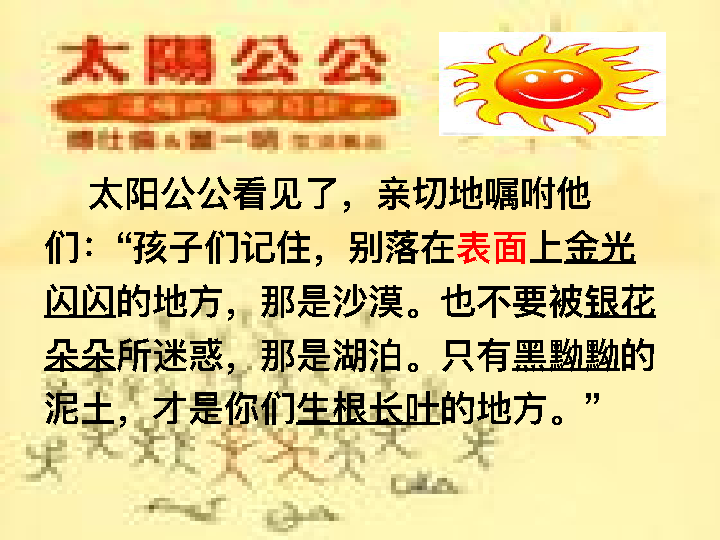 太陽公公
太阳公公看见了，亲切地嘱咐他
们：“孩子们记住，别落在表面上金光
闪闪的地方，那是沙漠。也不要被银花
朵朵所迷惑，那是湖泊。只有黑黝黝的
泥土，才是你们生根长叶的地方。”